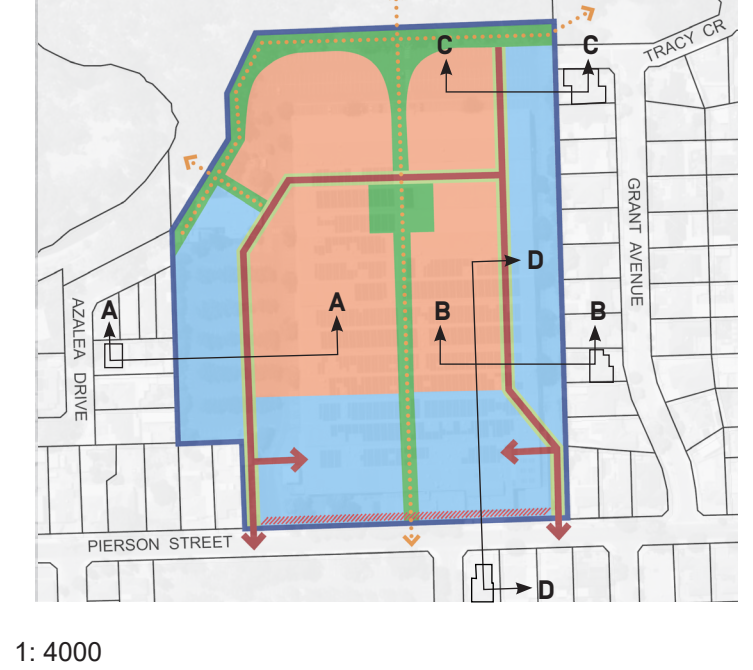 C
C
TRACY CR
GRANT AVENUE
D
A
A
B
B
AZALEA DRIVE
PIERSON STREET
D
1: 4000